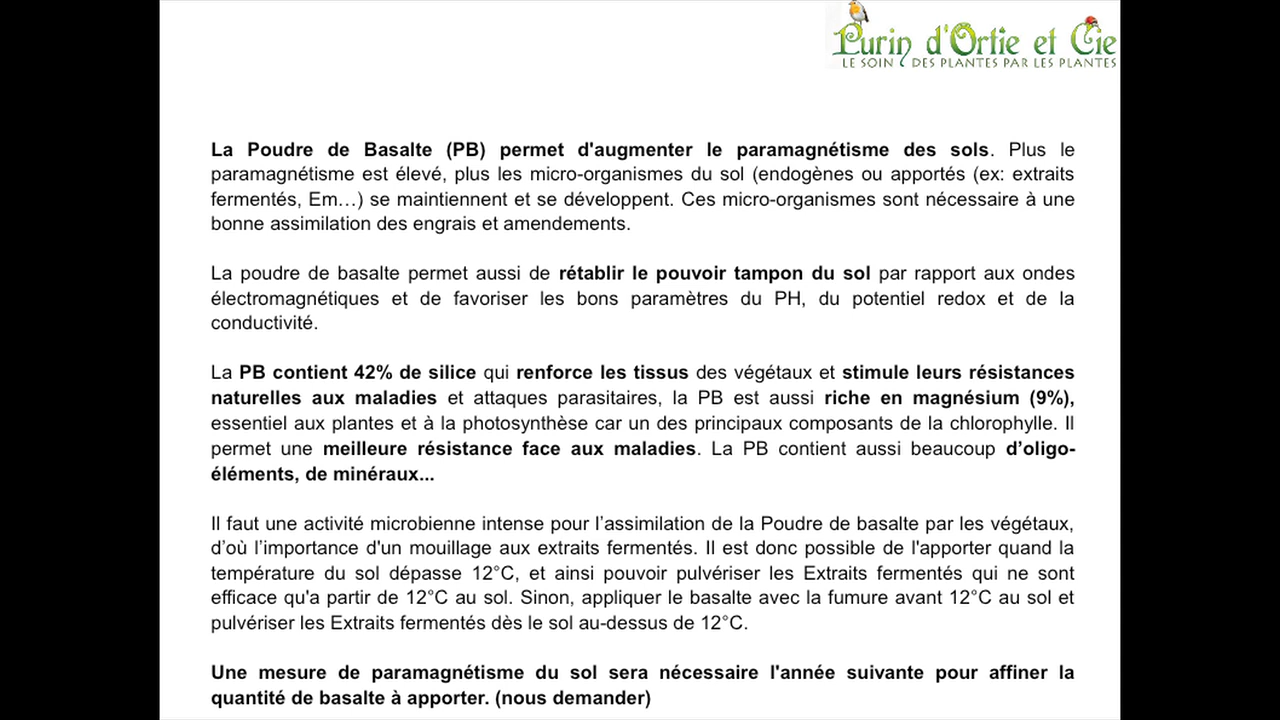 Purin d'Ortie et Cie
LE SOIN DES PLANTES PAR LES PLANTES
La Poudre de Basalte (PB) permet d'augmenter le paramagnétisme des sols. Plus le
paramagnétisme est élevé, plus les micro-organismes du sol (endogènes ou apportés (ex: extraits
fermentés, Em…) se maintiennent et se développent. Ces micro-organismes sont nécessaire à une
bonne assimilation des engrais et amendements.
La poudre de basalte permet aussi de rétablir le pouvoir tampon du sol par rapport aux ondes
électromagnétiques et de favoriser les bons paramètres du PH, du potentiel redox et de la
conductivité.
La PB contient 42% de silice qui renforce les tissus des végétaux et stimule leurs résistances
naturelles aux maladies et attaques parasitaires, la PB est aussi riche en magnésium (9%),
essentiel aux plantes et à la photosynthèse car un des principaux composants de la chlorophylle. Il
permet une meilleure résistance face aux maladies. La PB contient aussi beaucoup d’oligo-
éléments, de minéraux...
Il faut une activité microbienne intense pour l’assimilation de la Poudre de basalte par les végétaux,
d’où l’importance d'un mouillage aux extraits fermentés. Il est donc possible de l'apporter quand la
température du sol dépasse 12°C, et ainsi pouvoir pulvériser les Extraits fermentés qui ne sont
efficace qu'a partir de 12°C au sol. Sinon, appliquer le basalte avec la fumure avant 12°C au sol et
pulvériser les Extraits fermentés dès le sol au-dessus de 12°C.
Une mesure de paramagnétisme du sol sera nécessaire l'année suivante pour affiner la
quantité de basalte à apporter. (nous demander)